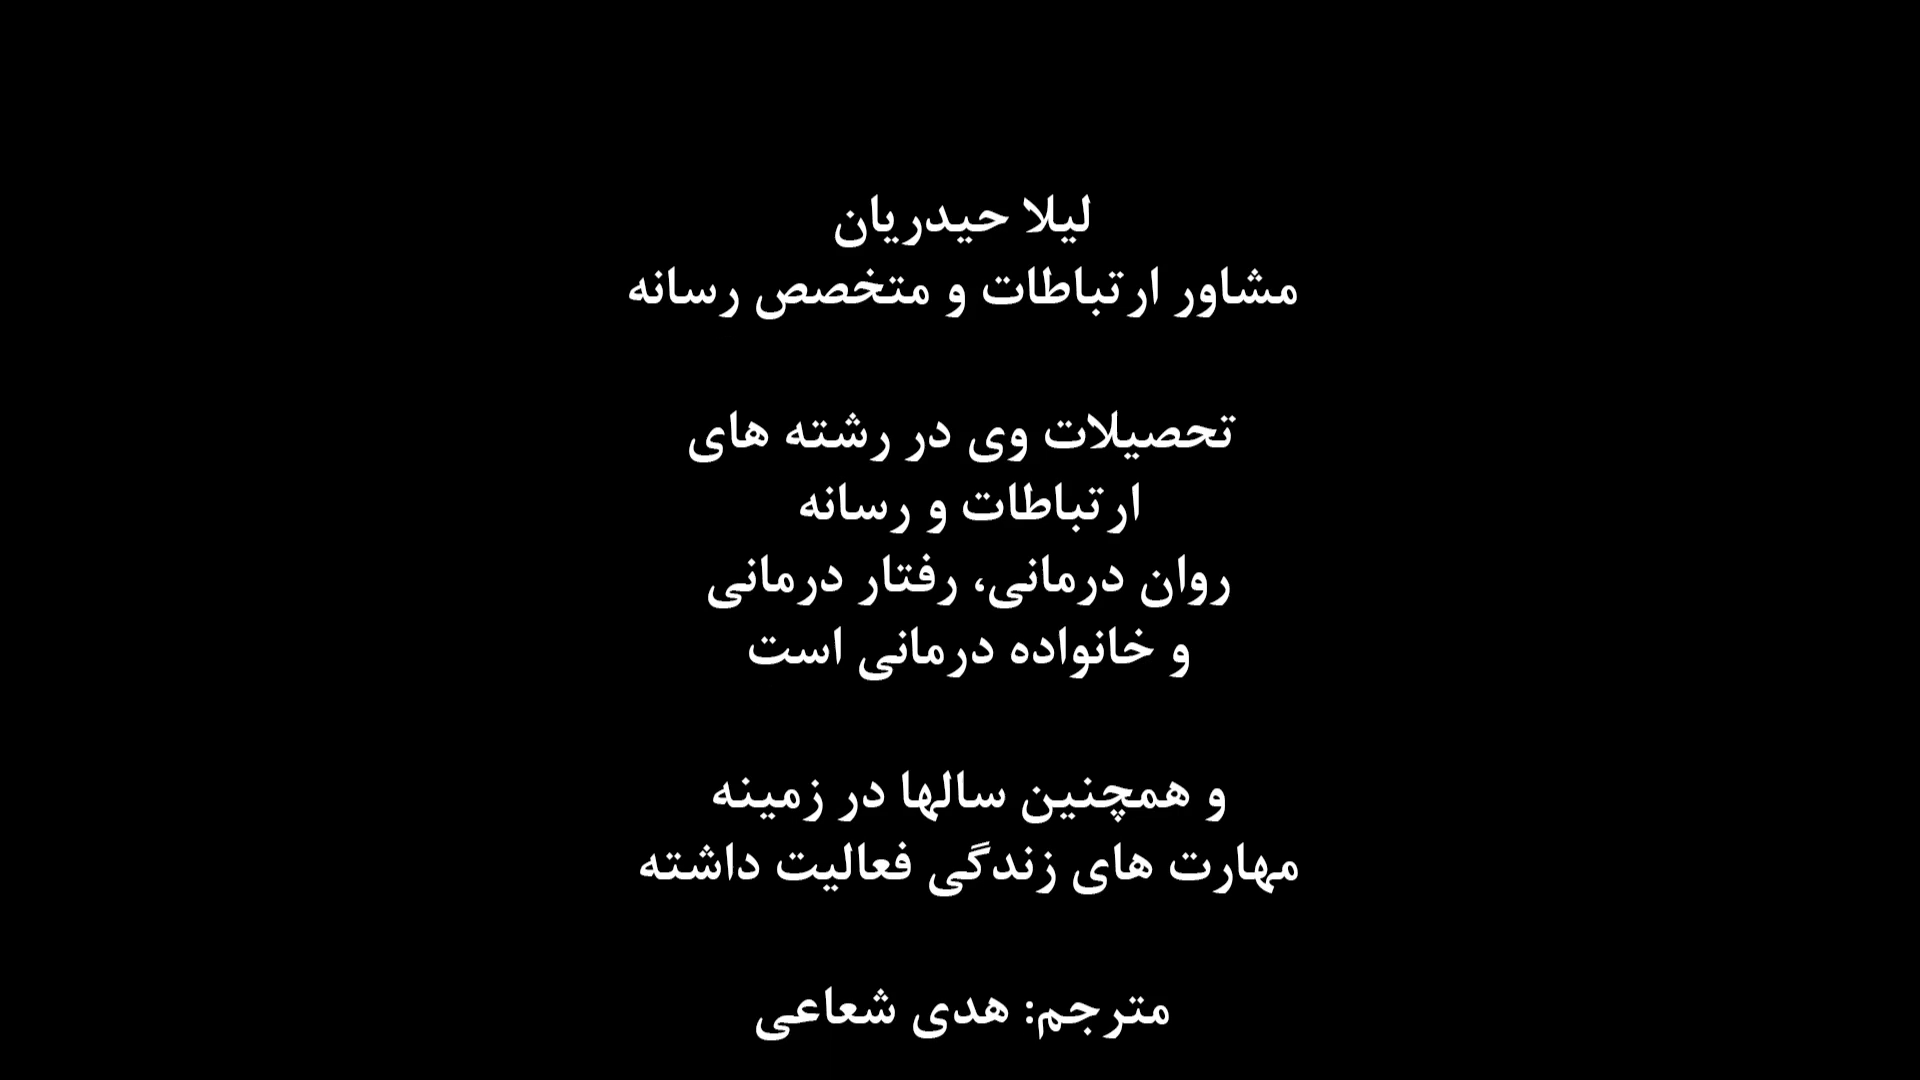 لیلا حیدریان
مشاور ارتباطات و متخصص رسانه
تحصیلات وی در رشته های
ارتباطات و رسانه
روان درمانی، رفتار درمانی
و خانواده درمانی است
و همچنین سالها در زمینه
مهارت های زندگی فعالیت داشته
مترجم: هدی شعاعی